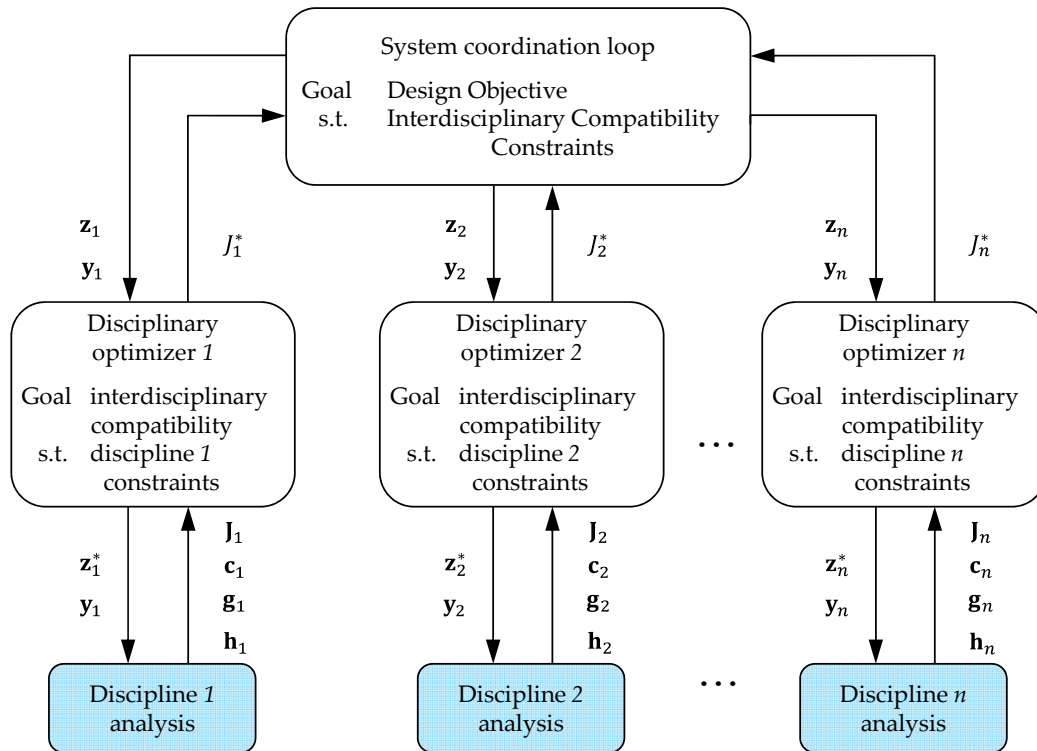 System coordination loop
Goal Design Objective
s.t. Interdisciplinary Compatibility
Constraints
z₁
y₁
J₁*
z₂
y₂
J₂*
zₙ
yₙ
Jₙ*
Disciplinary
optimizer 1
Goal interdisciplinary
compatibility
s.t. discipline 1
constraints
Disciplinary
optimizer 2
Goal interdisciplinary
compatibility
s.t. discipline 2
constraints
...
Disciplinary
optimizer n
Goal interdisciplinary
compatibility
s.t. discipline n
constraints
z₁*
y₁
J₁
c₁
g₁
h₁
z₂*
y₂
J₂
c₂
g₂
h₂
zₙ*
yₙ
Jₙ
cₙ
gₙ
hₙ
Discipline 1
analysis
Discipline 2
analysis
...
Discipline n
analysis